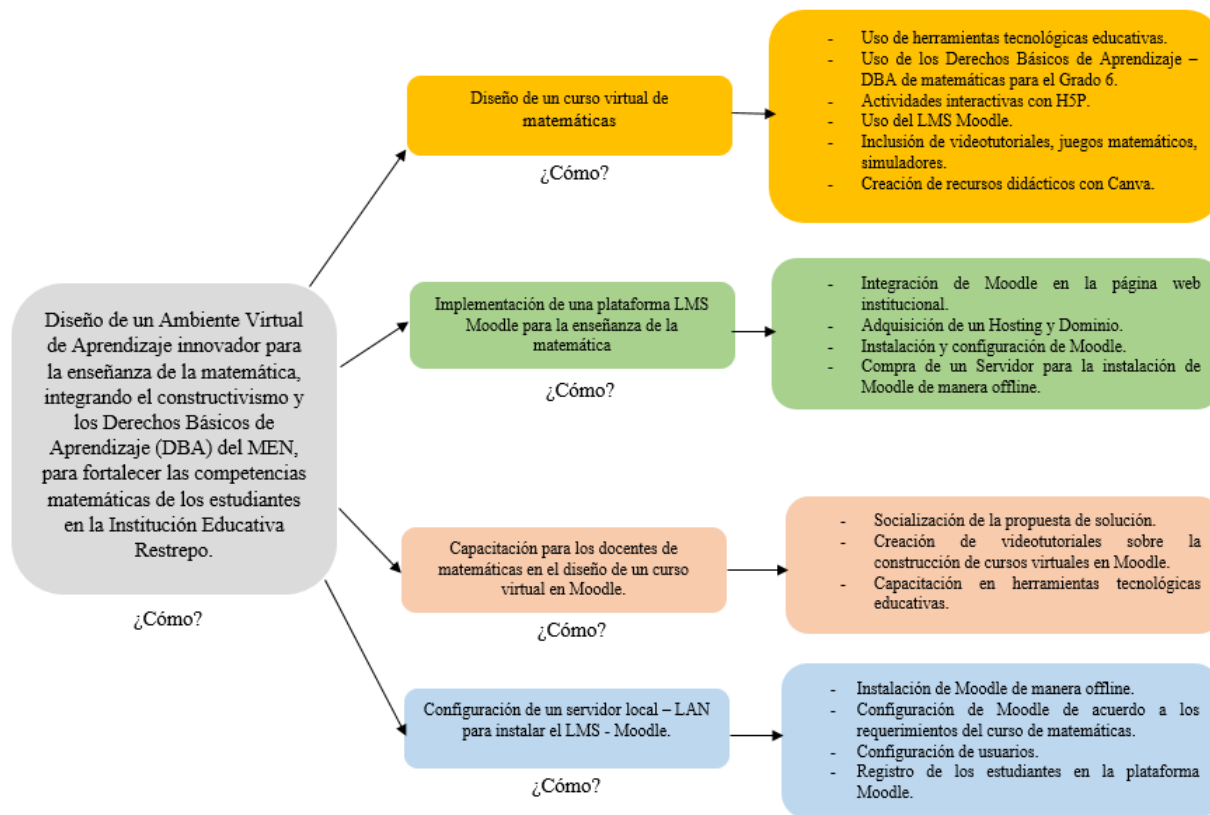 Diseño de un Ambiente Virtual
de Aprendizaje innovador para
la enseñanza de la matemática,
integrando el constructivismo y
los Derechos Básicos de
Aprendizaje (DBA) del MEN,
para fortalecer las competencias
matemáticas de los estudiantes
en la Institución Educativa
Restrepo.
¿Cómo?
Diseño de un curso virtual de
matemáticas
¿Cómo?
- Uso de herramientas tecnológicas educativas.
- Uso de los Derechos Básicos de Aprendizaje –
DBA de matemáticas para el Grado 6.
- Actividades interactivas con H5P.
- Uso del LMS Moodle.
- Inclusión de videotutoriales, juegos matemáticos,
simuladores.
- Creación de recursos didácticos con Canva.
Implementación de una plataforma LMS
Moodle para la enseñanza de la
matemática
¿Cómo?
- Integración de Moodle en la página web
institucional.
- Adquisición de un Hosting y Dominio.
- Instalación y configuración de Moodle.
- Compra de un Servidor para la instalación de
Moodle de manera offline.
Capacitación para los docentes de
matemáticas en el diseño de un curso
virtual en Moodle.
¿Cómo?
- Socialización de la propuesta de solución.
- Creación de videotutoriales sobre la
construcción de cursos virtuales en Moodle.
- Capacitación en herramientas tecnológicas
educativas.
Configuración de un servidor local – LAN
para instalar el LMS - Moodle.
¿Cómo?
- Instalación de Moodle de manera offline.
- Configuración de Moodle de acuerdo a los
requerimientos del curso de matemáticas.
- Configuración de usuarios.
- Registro de los estudiantes en la plataforma
Moodle.